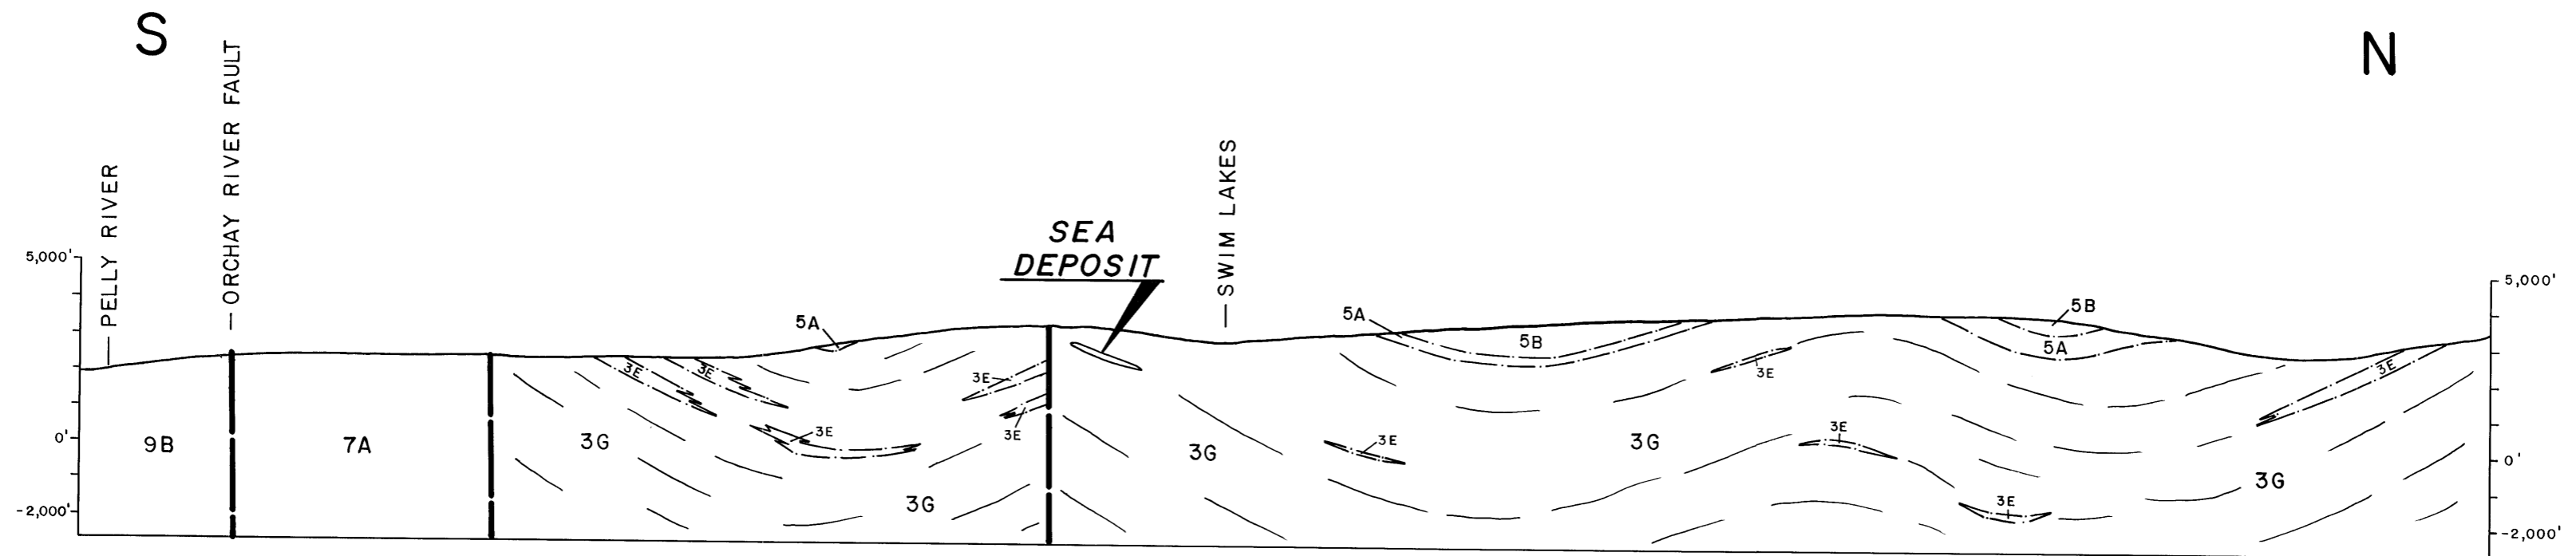 S
N
PELLY RIVER
ORCHAY RIVER FAULT
SEA
DEPOSIT
SWIM LAKES
5,000'
0'
-2,000'
9B
7A
3G
3E
3E
5A
3E
3G
3E
3E
3G
5A
5B
3E
3E
3G
3E
5B
5A
3E
3E
3G
5,000'
0'
-2,000'